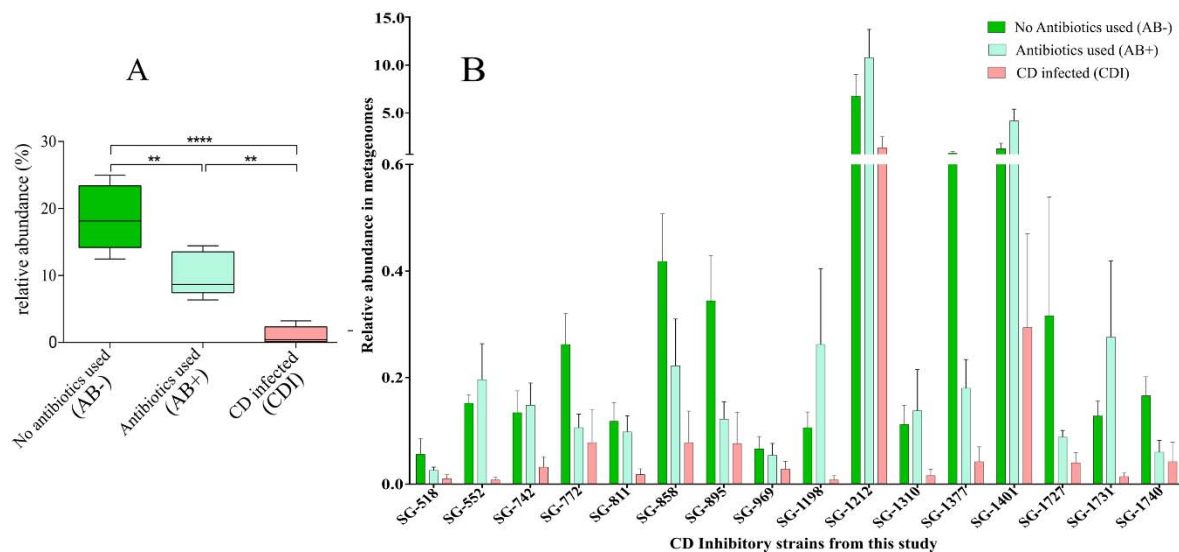 A
relative abundance (%)
30
20
10
0
****
**
**
No antibiotics used
(AB-)
Antibiotics used
(AB+)
CD infected
(CDI)
B
Relative abundance in metagenomes
15.0
10.0
5.0
0.6
0.4
0.2
0.0
No Antibiotics used (AB-)
Antibiotics used (AB+)
CD infected (CDI)
SG-518
SG-552
SG-742
SG-772
SG-811
SG-858
SG-895
SG-969
SG-1198
SG-1212
SG-1310
SG-1377
SG-1401
SG-1727
SG-1731
SG-1740
CD Inhibitory strains from this study